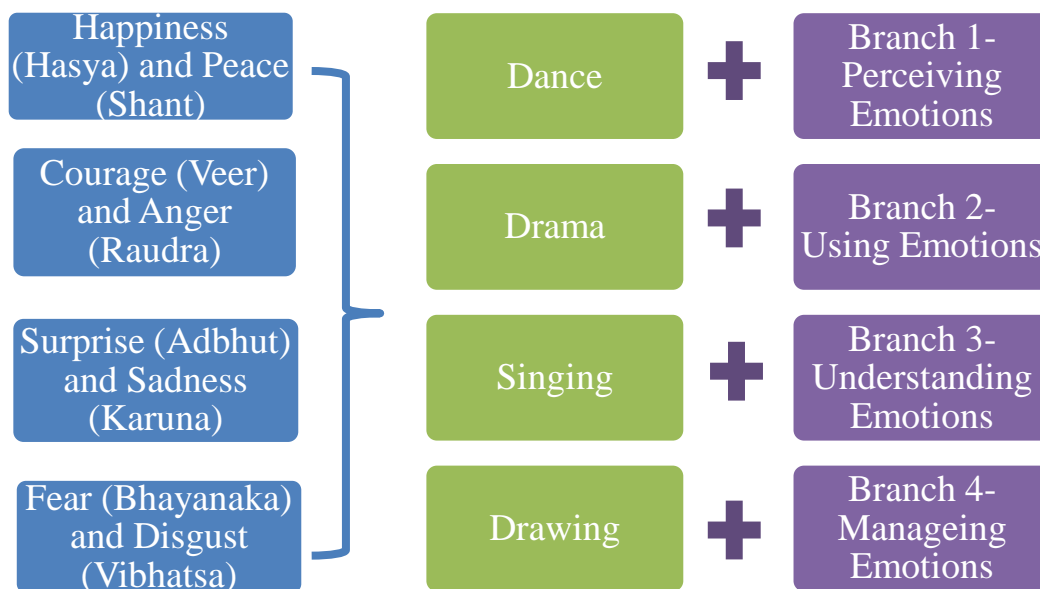 Happiness
(Hasya) and Peace
(Shant)
Courage (Veer)
and Anger
(Raudra)
Surprise (Adbhut)
and Sadness
(Karuna)
Fear (Bhayanaka)
and Disgust
(Vibhatsa)
Dance
Drama
Singing
Drawing
Branch 1-
Perceiving
Emotions
Branch 2-
Using Emotions
Branch 3-
Understanding
Emotions
Branch 4-
Manageing
Emotions